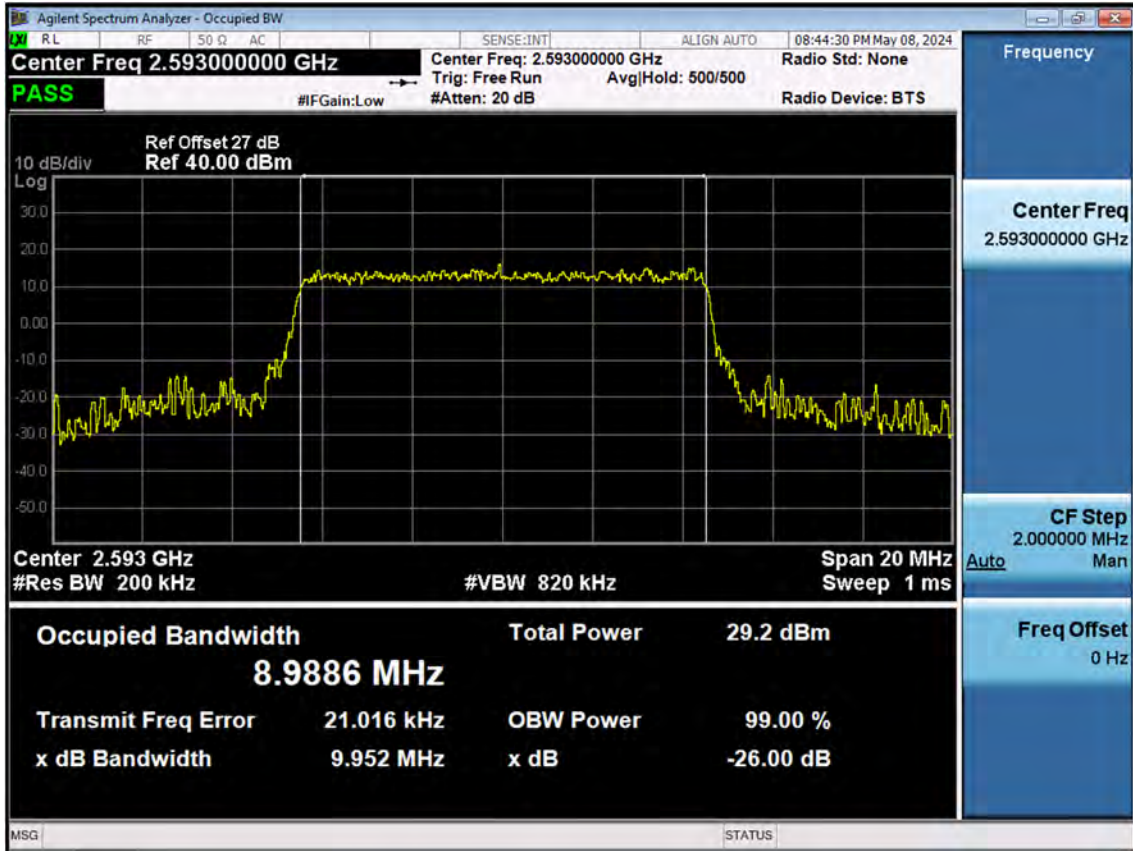 Agilent Spectrum Analyzer - Occupied BW
LXI RL RF 50 Ω AC SENSE:INT ALIGN AUTO 08:44:30 PM May 08, 2024
Center Freq 2.593000000 GHz
Center Freq: 2.593000000 GHz
Radio Std: None
Trig: Free Run Avg|Hold: 500/500
PASS
#IFGain:Low
#Atten: 20 dB
Radio Device: BTS
Ref Offset 27 dB
10 dB/div Ref 40.00 dBm
Log
30.0
20.0
10.0
0.00
-10.0
-20.0
-30.0
-40.0
-50.0
Center 2.593 GHz Span 20 MHz
#Res BW 200 kHz #VBW 820 kHz Sweep 1 ms
Occupied Bandwidth Total Power 29.2 dBm
8.9886 MHz
Transmit Freq Error 21.016 kHz OBW Power 99.00 %
x dB Bandwidth 9.952 MHz x dB -26.00 dB
MSG STATUS
Frequency
Center Freq
2.593000000 GHz
CF Step
2.000000 MHz
Auto Man
Freq Offset
0 Hz